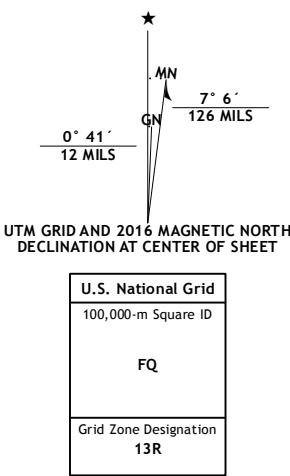 ★
MN
GN
7° 6´
126 MILS
0° 41´
12 MILS
UTM GRID AND 2016 MAGNETIC NORTH
DECLINATION AT CENTER OF SHEET
U.S. National Grid
100,000-m Square ID
FQ
Grid Zone Designation
13R